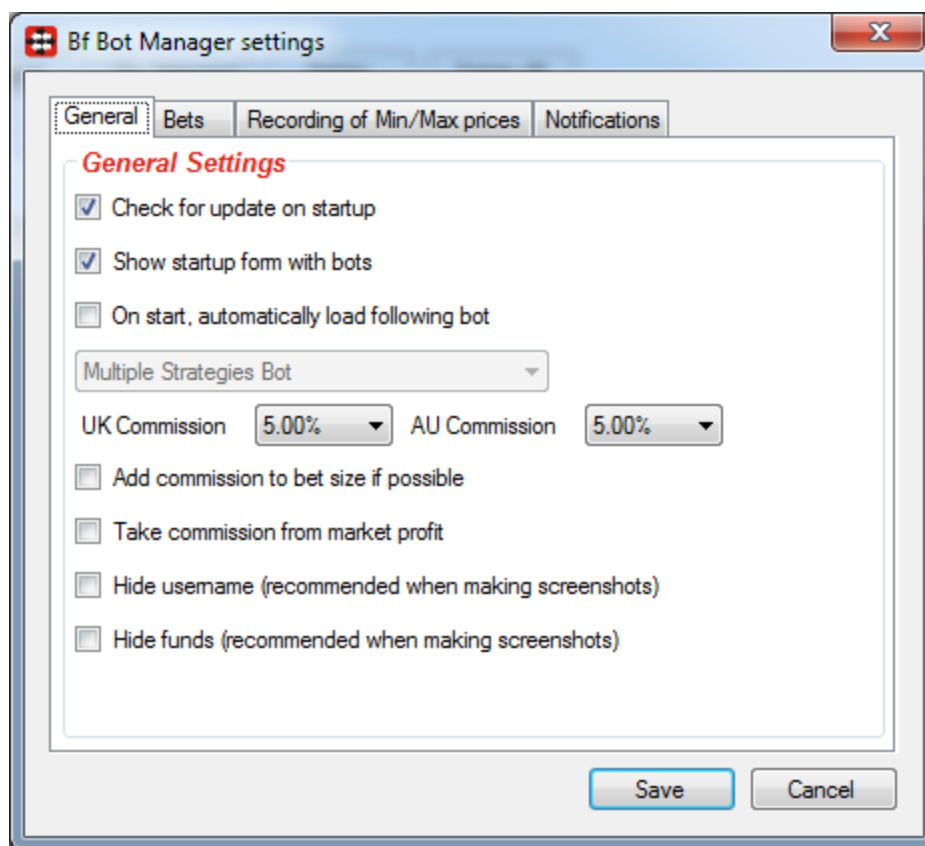 Bf Bot Manager settings
General Bets Recording of Min/Max prices Notifications
General Settings
Check for update on startup
Show startup form with bots
On start, automatically load following bot
Multiple Strategies Bot
UK Commission 5.00% AU Commission 5.00%
Add commission to bet size if possible
Take commission from market profit
Hide username (recommended when making screenshots)
Hide funds (recommended when making screenshots)
Save Cancel